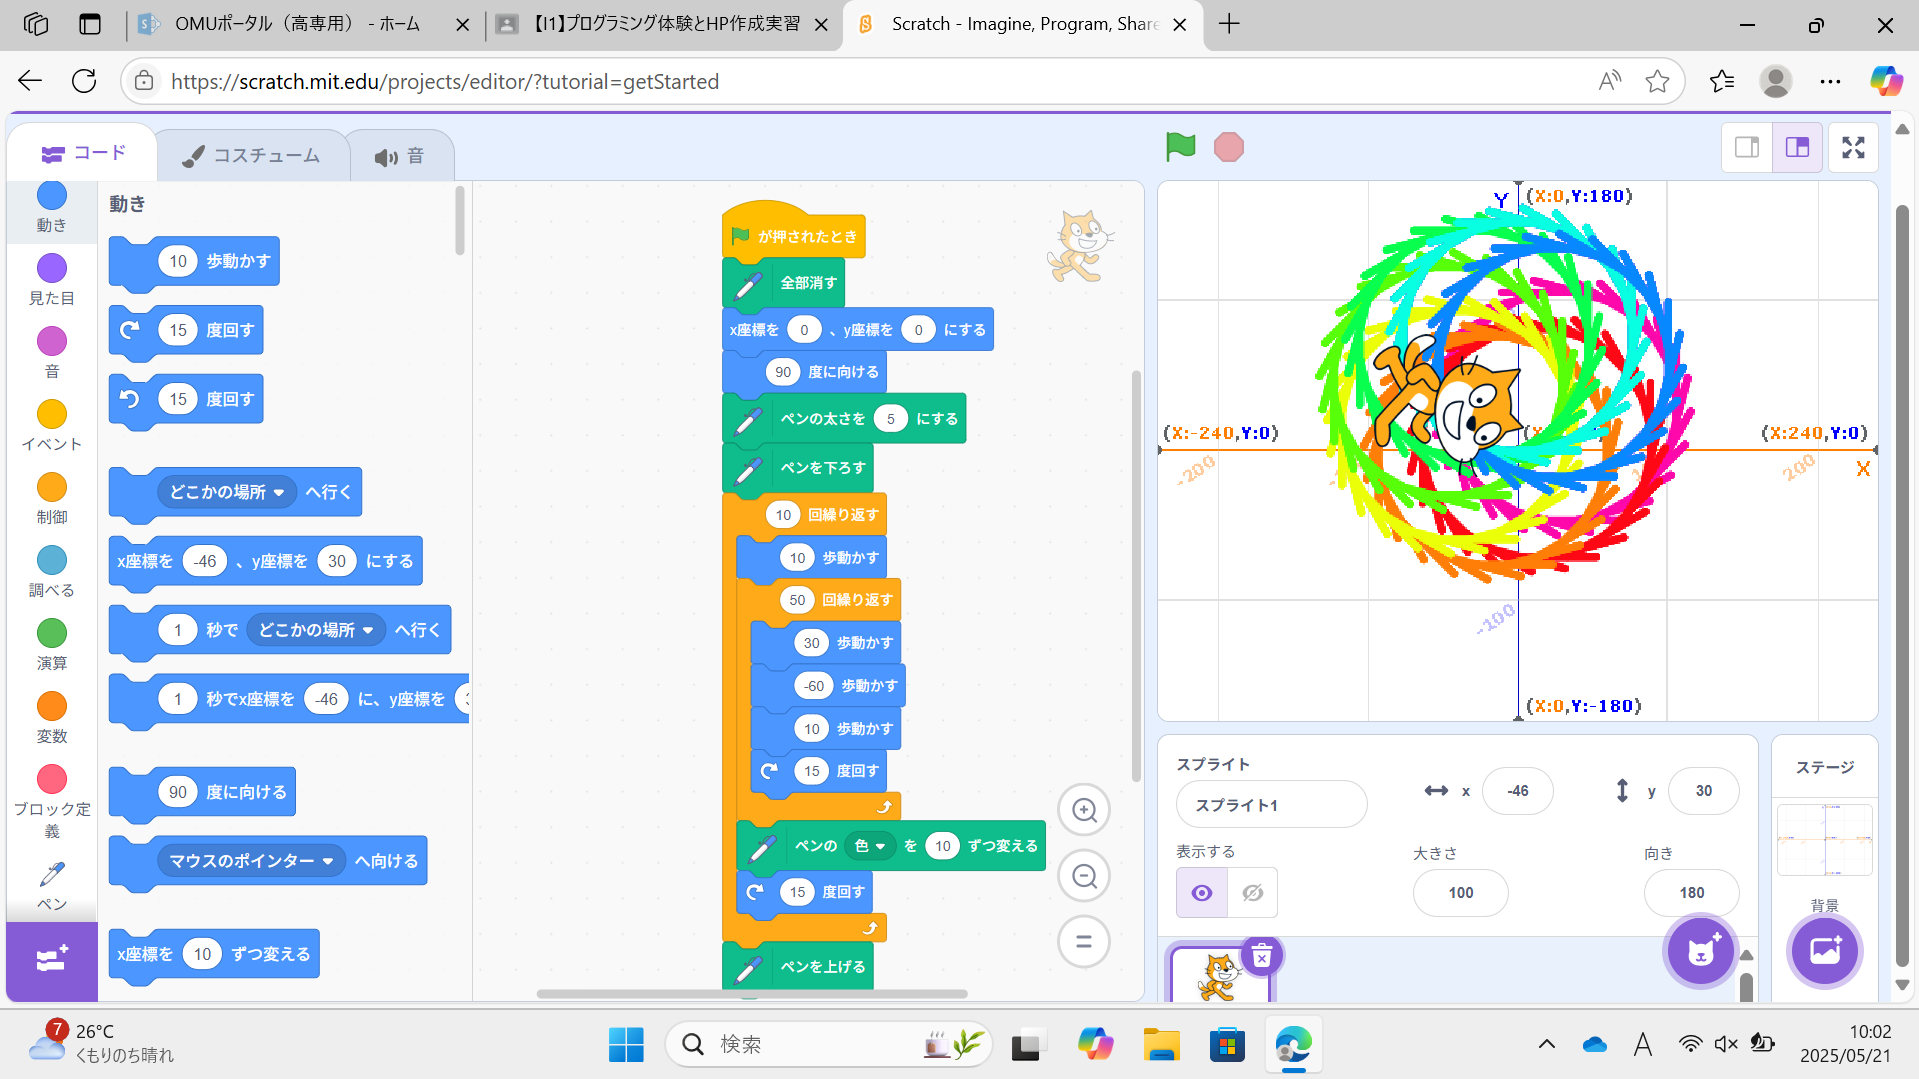 OMUポータル（高専用） - ホーム
【I1】プログラミング体験とHP作成実習
Scratch - Imagine, Program, Share
https://scratch.mit.edu/projects/editor/?tutorial=getStarted
コード
コスチューム
音
動き
見た目
音
イベント
制御
調べる
演算
変数
ブロック定義
ペン
動き
10 歩動かす
15 度回す
15 度回す
どこかの場所 へ行く
x座標を -46 、y座標を 30 にする
1 秒で どこかの場所 へ行く
1 秒でx座標を -46 に、y座標を
90 度に向ける
マウスのポインター へ向ける
x座標を 10 ずつ変える
が押されたとき
全部消す
x座標を 0 、y座標を 0 にする
90 度に向ける
ペンの太さを 5 にする
ペンを下ろす
10 回繰り返す
10 歩動かす
50 回繰り返す
30 歩動かす
-60 歩動かす
10 歩動かす
15 度回す
ペンの 色 を 10 ずつ変える
15 度回す
ペンを上げる
Y
(X:0,Y:180)
(X:-240,Y:0)
(X:240,Y:0)
X
-200
200
-100
(X:0,Y:-180)
スプライト
スプライト1
x -46
y 30
表示する
大きさ
100
向き
180
ステージ
背景
7
26°C
くもりのち晴れ
検索
A
10:02
2025/05/21